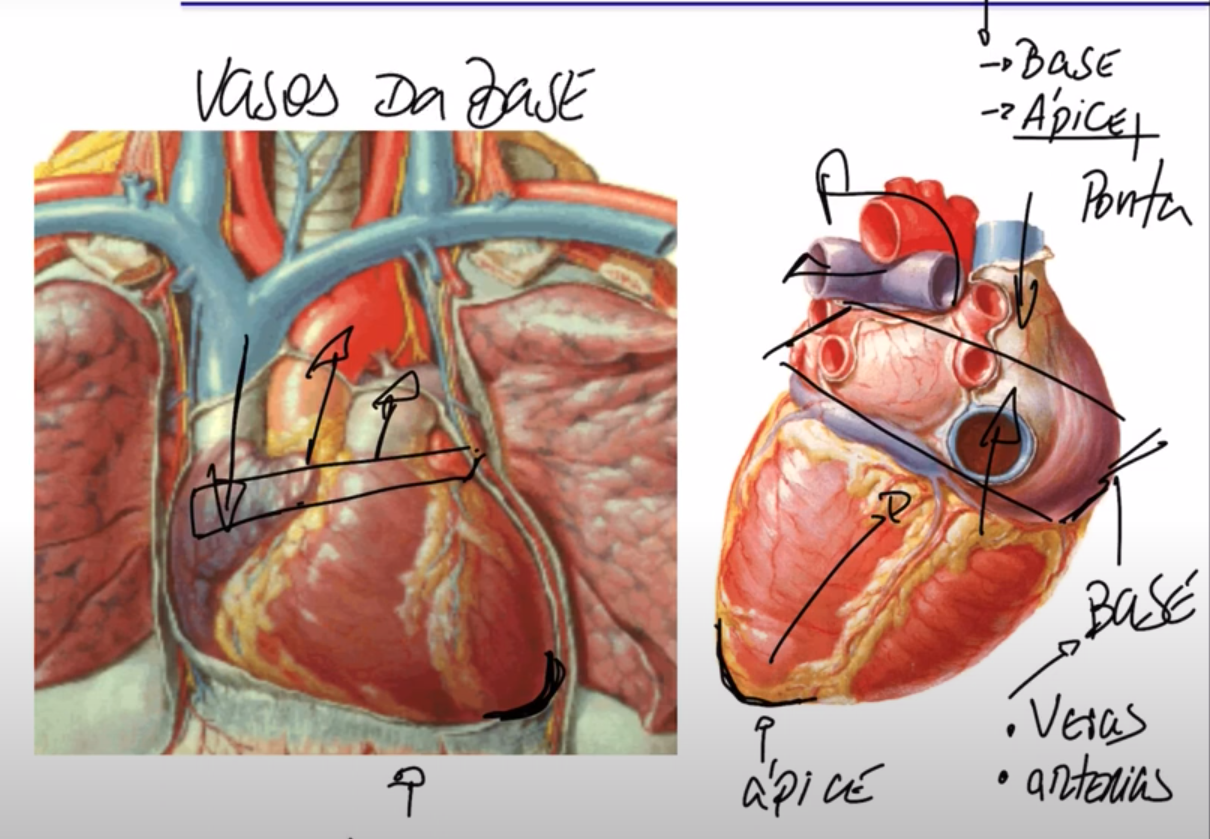 VASOS DA BASE
→ BASE
→ ÁPICE
Ponta
BASE
• Veias
• artérias
ápice